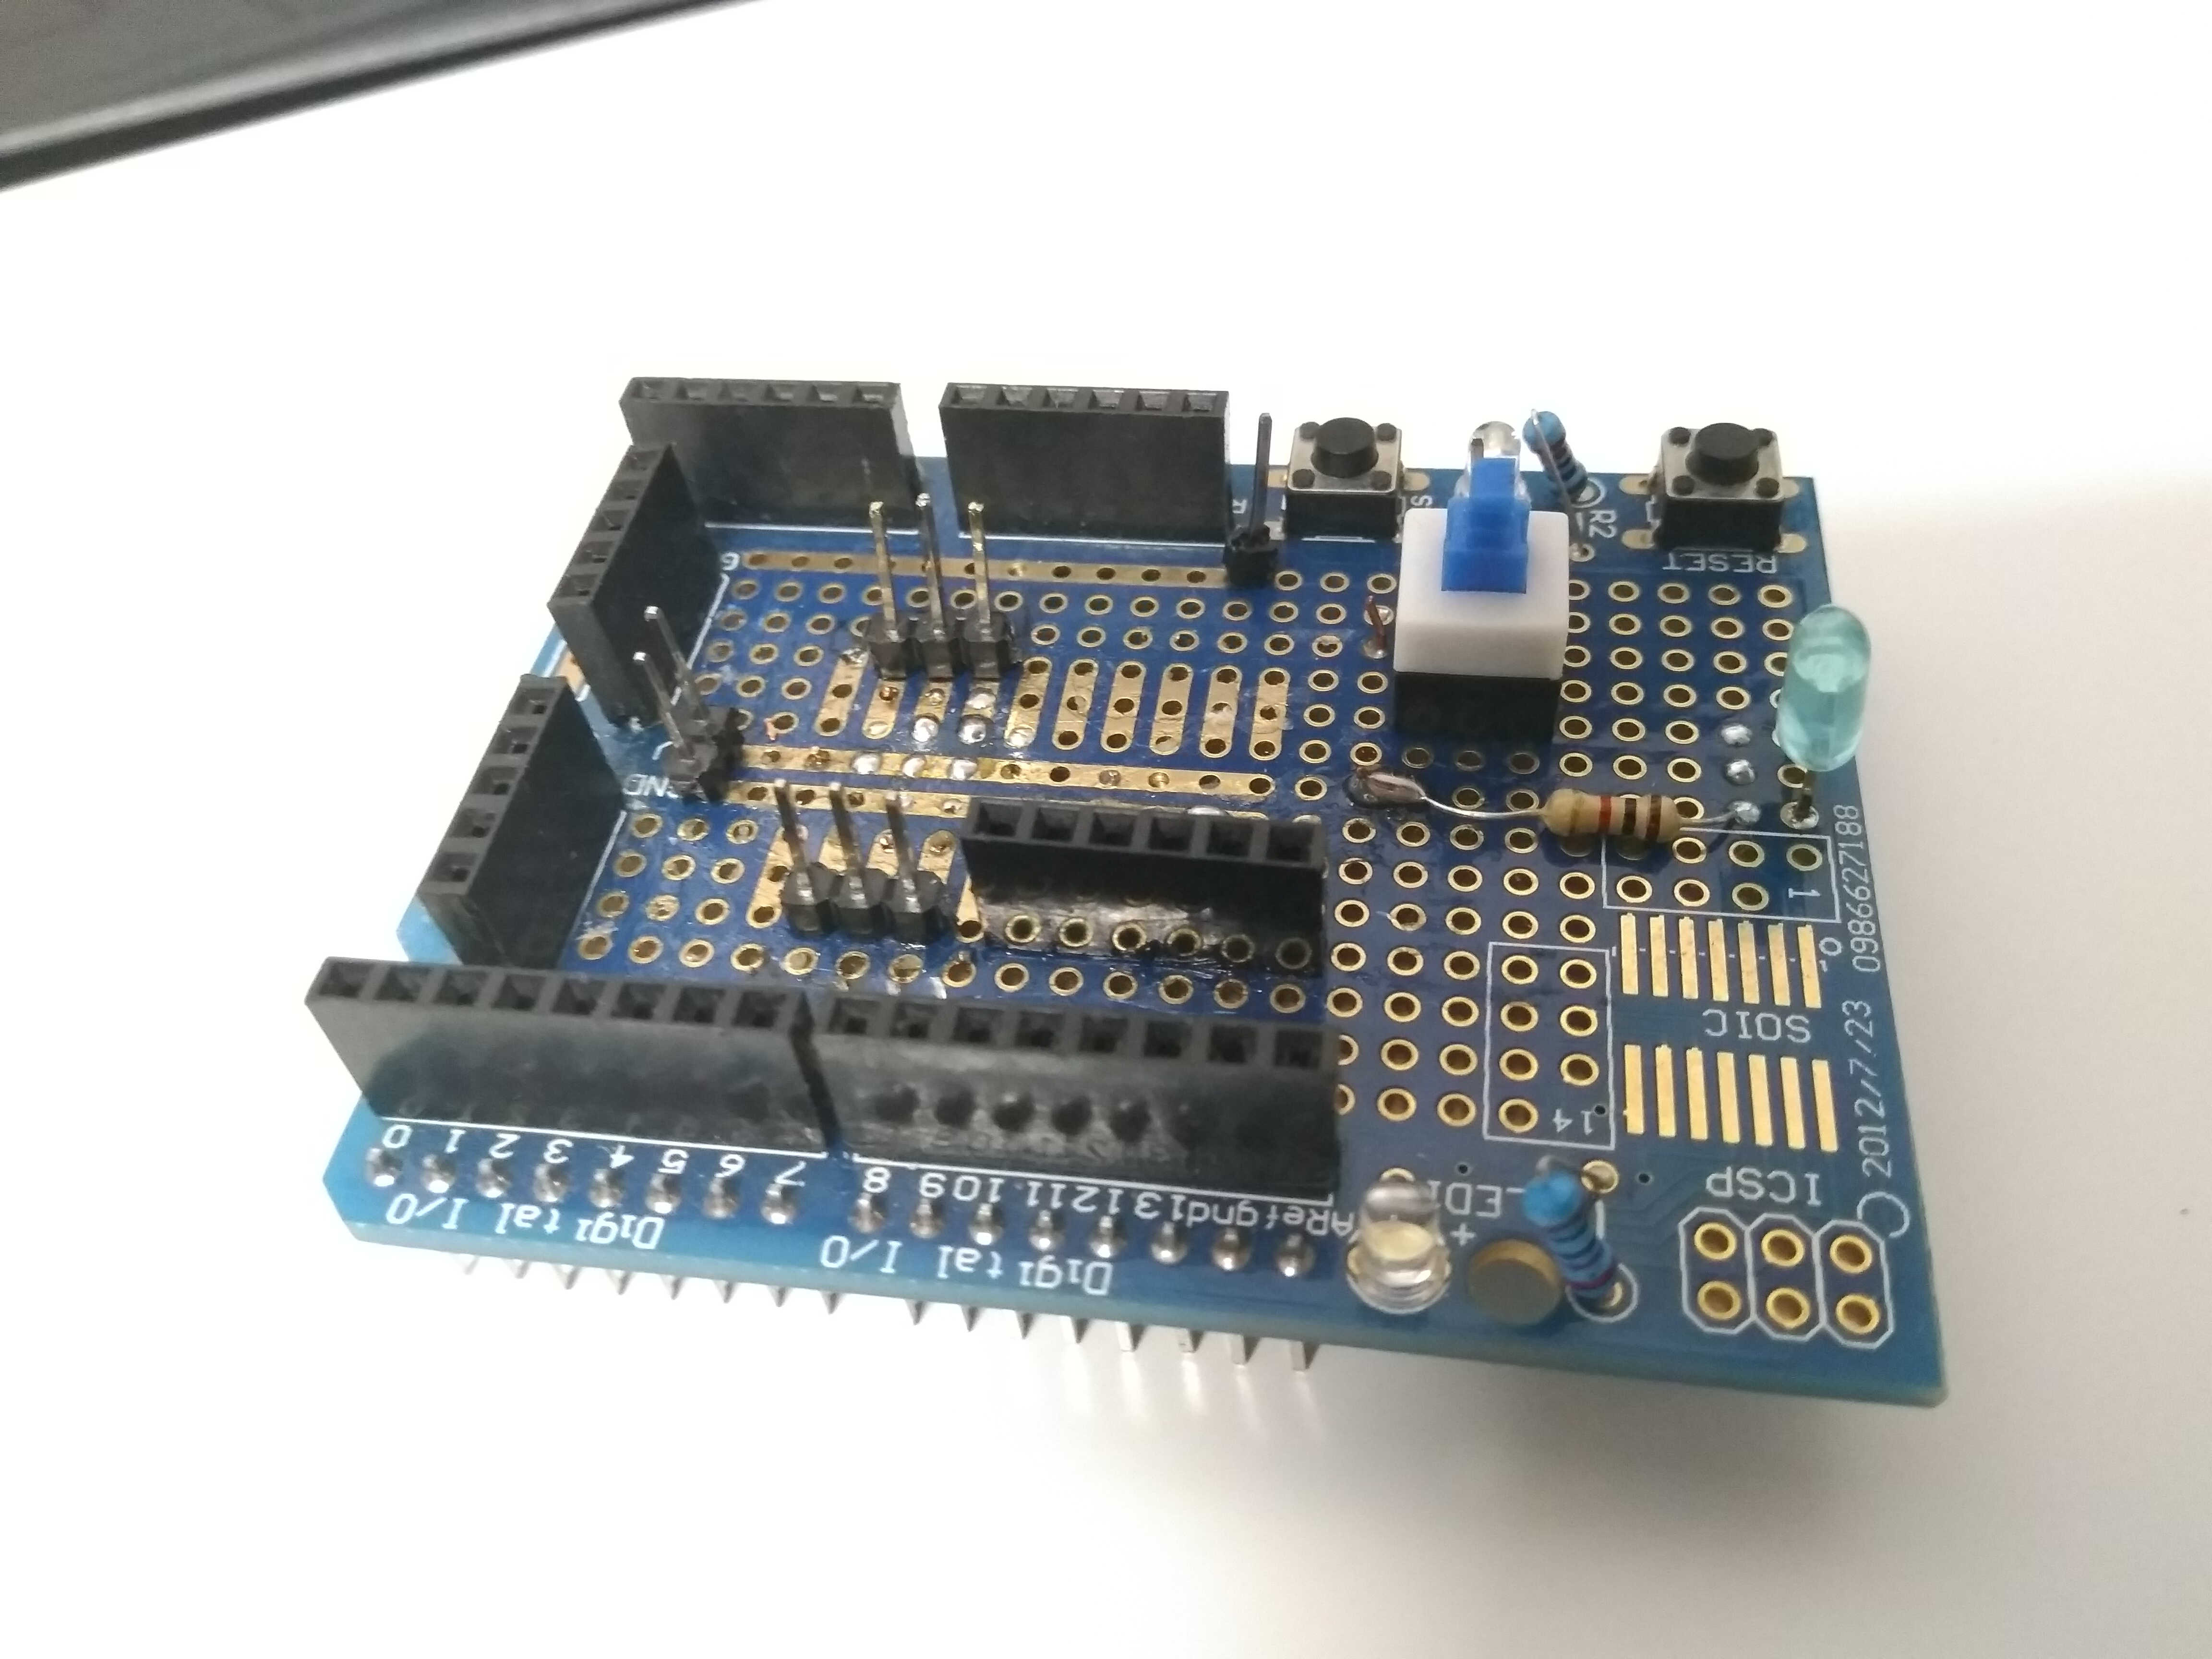 R2
RESET
GND
1
0986627188
2012/7/23
SOIC
14
0 1 2 3 4 5 6 7
8 9 10 11 12 13 gnd ARef
Digital I/O
Digital I/O
LED1
+
ICSP